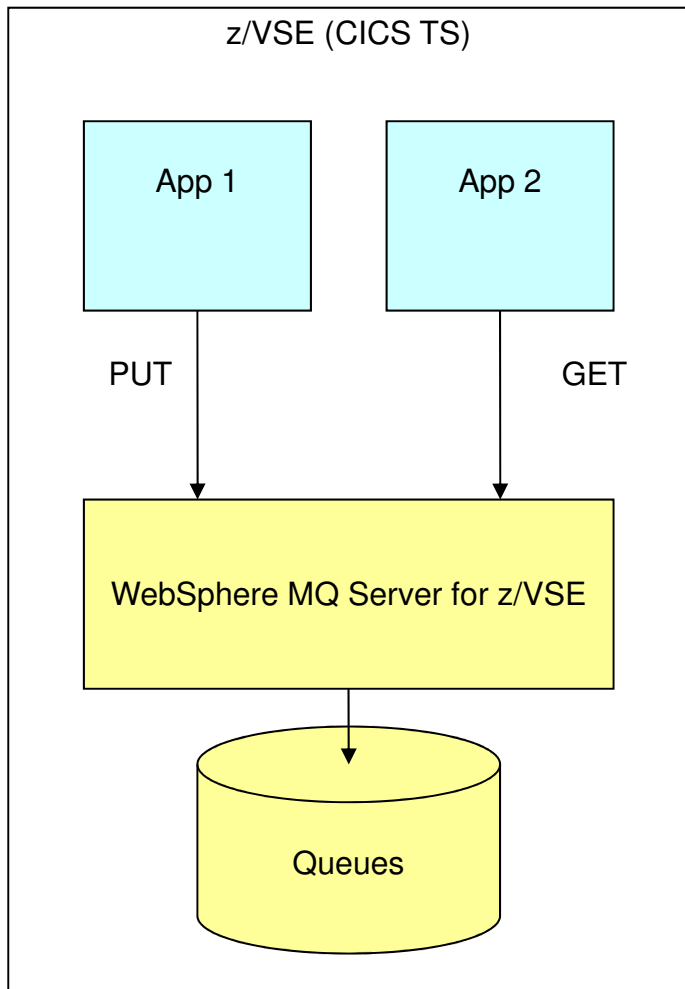 z/VSE (CICS TS)
App 1
App 2
PUT
GET
WebSphere MQ Server for z/VSE
Queues